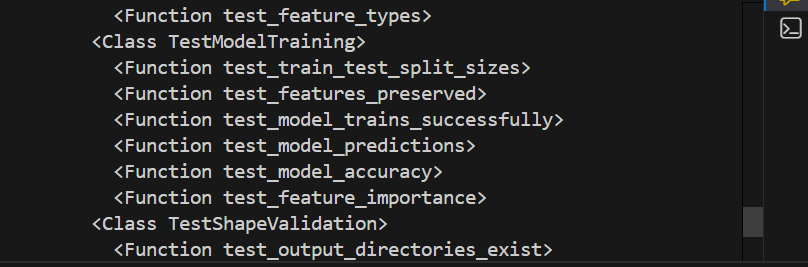 <Function test_feature_types>
<Class TestModelTraining>
<Function test_train_test_split_sizes>
<Function test_features_preserved>
<Function test_model_trains_successfully>
<Function test_model_predictions>
<Function test_model_accuracy>
<Function test_feature_importance>
<Class TestShapeValidation>
<Function test_output_directories_exist>